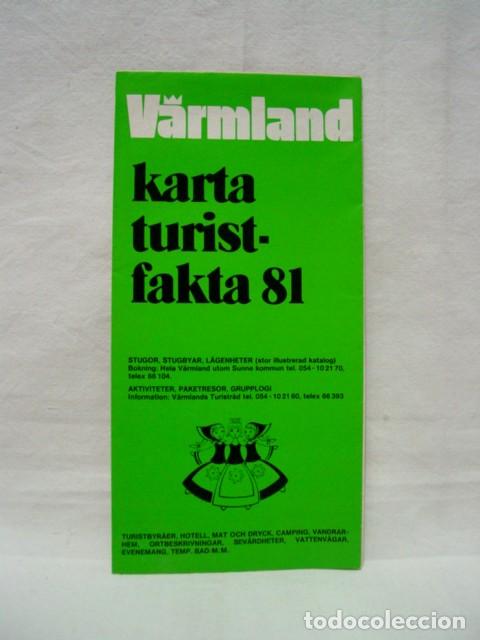 Värmland
karta
turist-
fakta 81
STUGOR, STUGBYAR, LÄGENHETER (stor illustrerad katalog)
Bokning: Hela Värmland utom Sunne kommun tel. 054-10 21 70,
telex 66 104.
AKTIVITETER, PAKETRESOR, GRUPPLOGI
Information: Värmlands Turistråd tel. 054-10 21 60, telex 66 393
TURISTBYRÅER, HOTELL, MAT OCH DRYCK, CAMPING, VANDRAR-
HEM, ORTBESKRIVNINGAR, SEVÄRDHETER, VATTENVÄGAR,
EVENEMANG, TEMP. BAD M.M.
todocoleccion